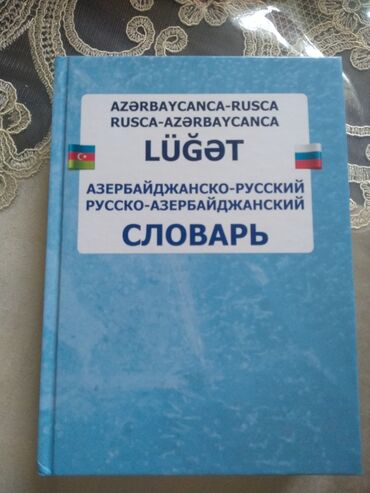 AZƏRBAYCANCA-RUSCA
RUSCA-AZƏRBAYCANCA
LÜĞƏT
АЗЕРБАЙДЖАНСКО-РУССКИЙ
РУССКО-АЗЕРБАЙДЖАНСКИЙ
СЛОВАРЬ